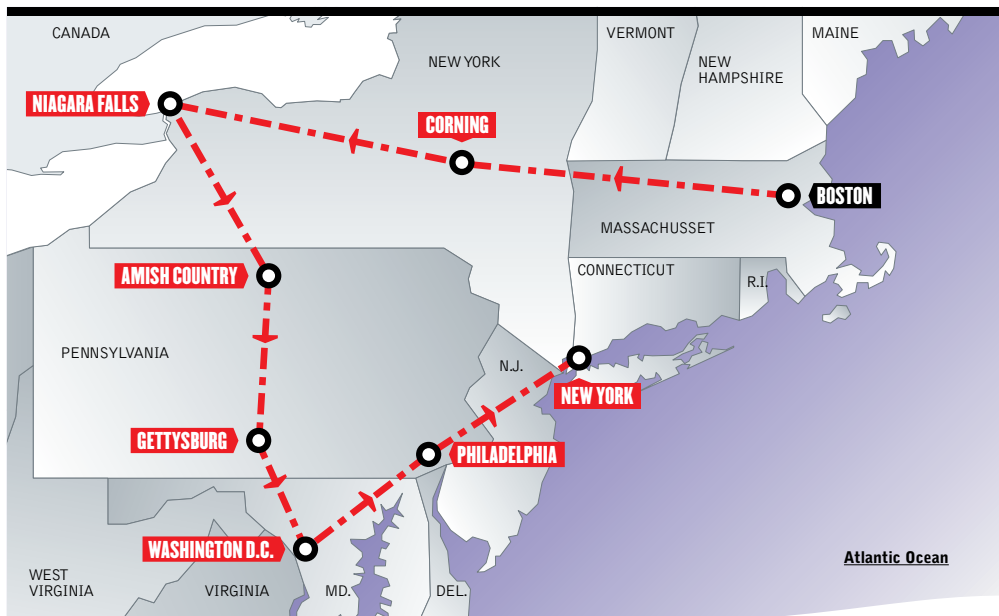 CANADA
VERMONT
MAINE
NEW YORK
NEW
HAMPSHIRE
NIAGARA FALLS
CORNING
BOSTON
MASSACHUSSET
AMISH COUNTRY
CONNECTICUT
R.I.
PENNSYLVANIA
N.J.
NEW YORK
GETTYSBURG
PHILADELPHIA
WASHINGTON D.C.
Atlantic Ocean
WEST
VIRGINIA
VIRGINIA
MD.
DEL.